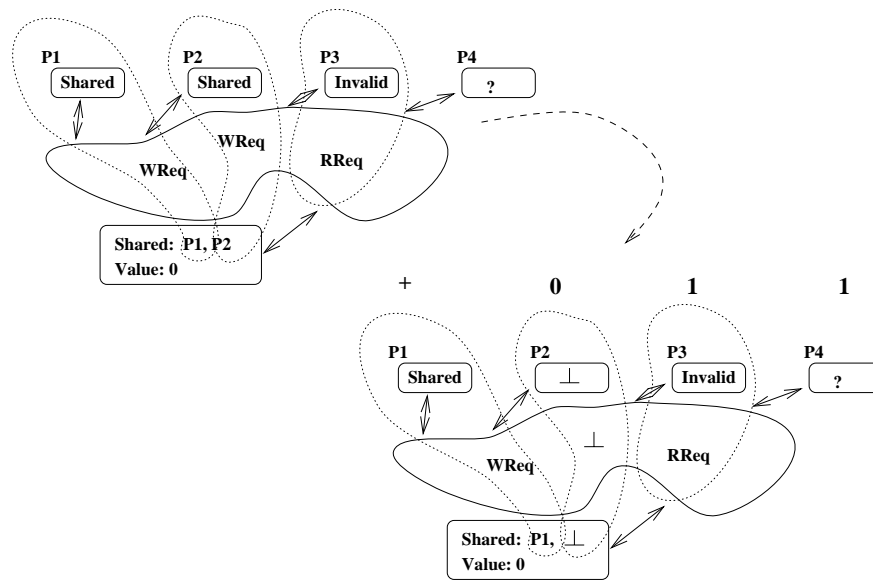 P1 P2 P3 P4
Shared Shared Invalid ?
WReq WReq RReq
Shared: P1, P2
Value: 0
+ 0 1 1
P1 P2 P3 P4
Shared ⊥ Invalid ?
WReq ⊥ RReq
Shared: P1, ⊥
Value: 0